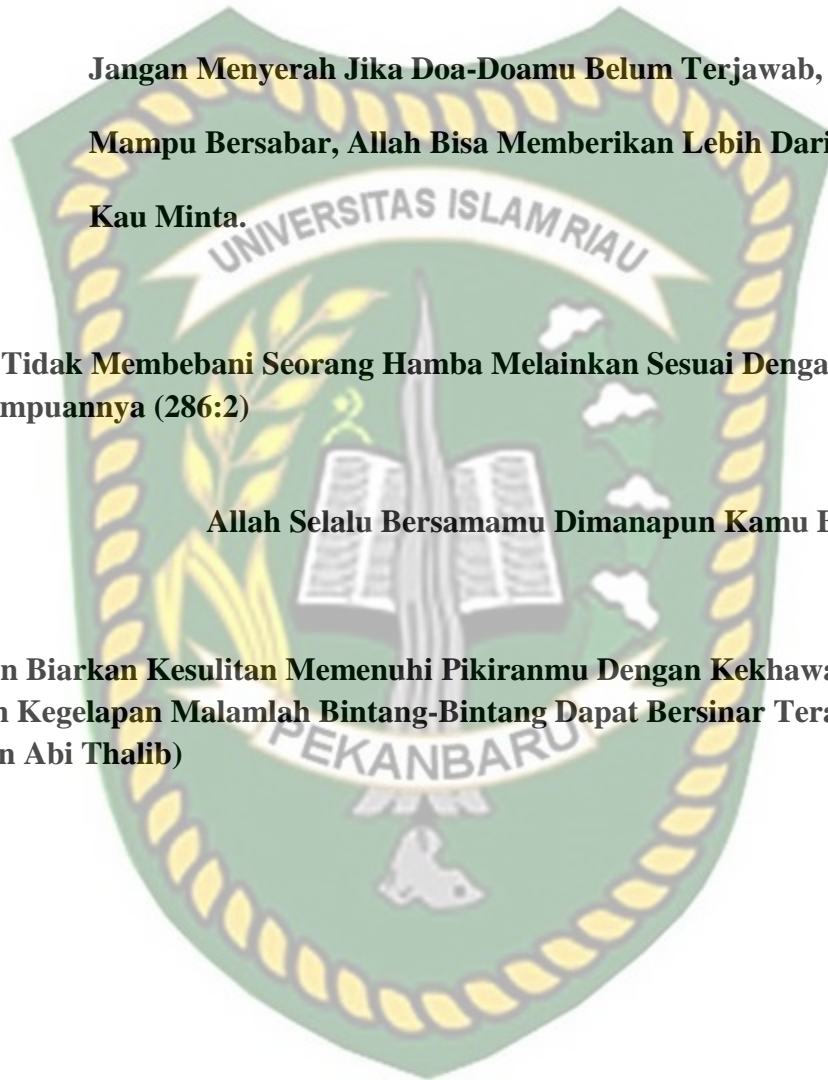 Jangan Menyerah Jika Doa-Doamu Belum Terjawab,
Mampu Bersabar, Allah Bisa Memberikan Lebih Dari
Kau Minta.
UNIVERSITAS ISLAM RIAU
Tidak Membebani Seorang Hamba Melainkan Sesuai Denga
mpuannya (286:2)
Allah Selalu Bersamamu Dimanapun Kamu
n Biarkan Kesulitan Memenuhi Pikiranmu Dengan Kekhawa
n Kegelapan Malamlah Bintang-Bintang Dapat Bersinar Tera
n Abi Thalib)
PEKANBARU